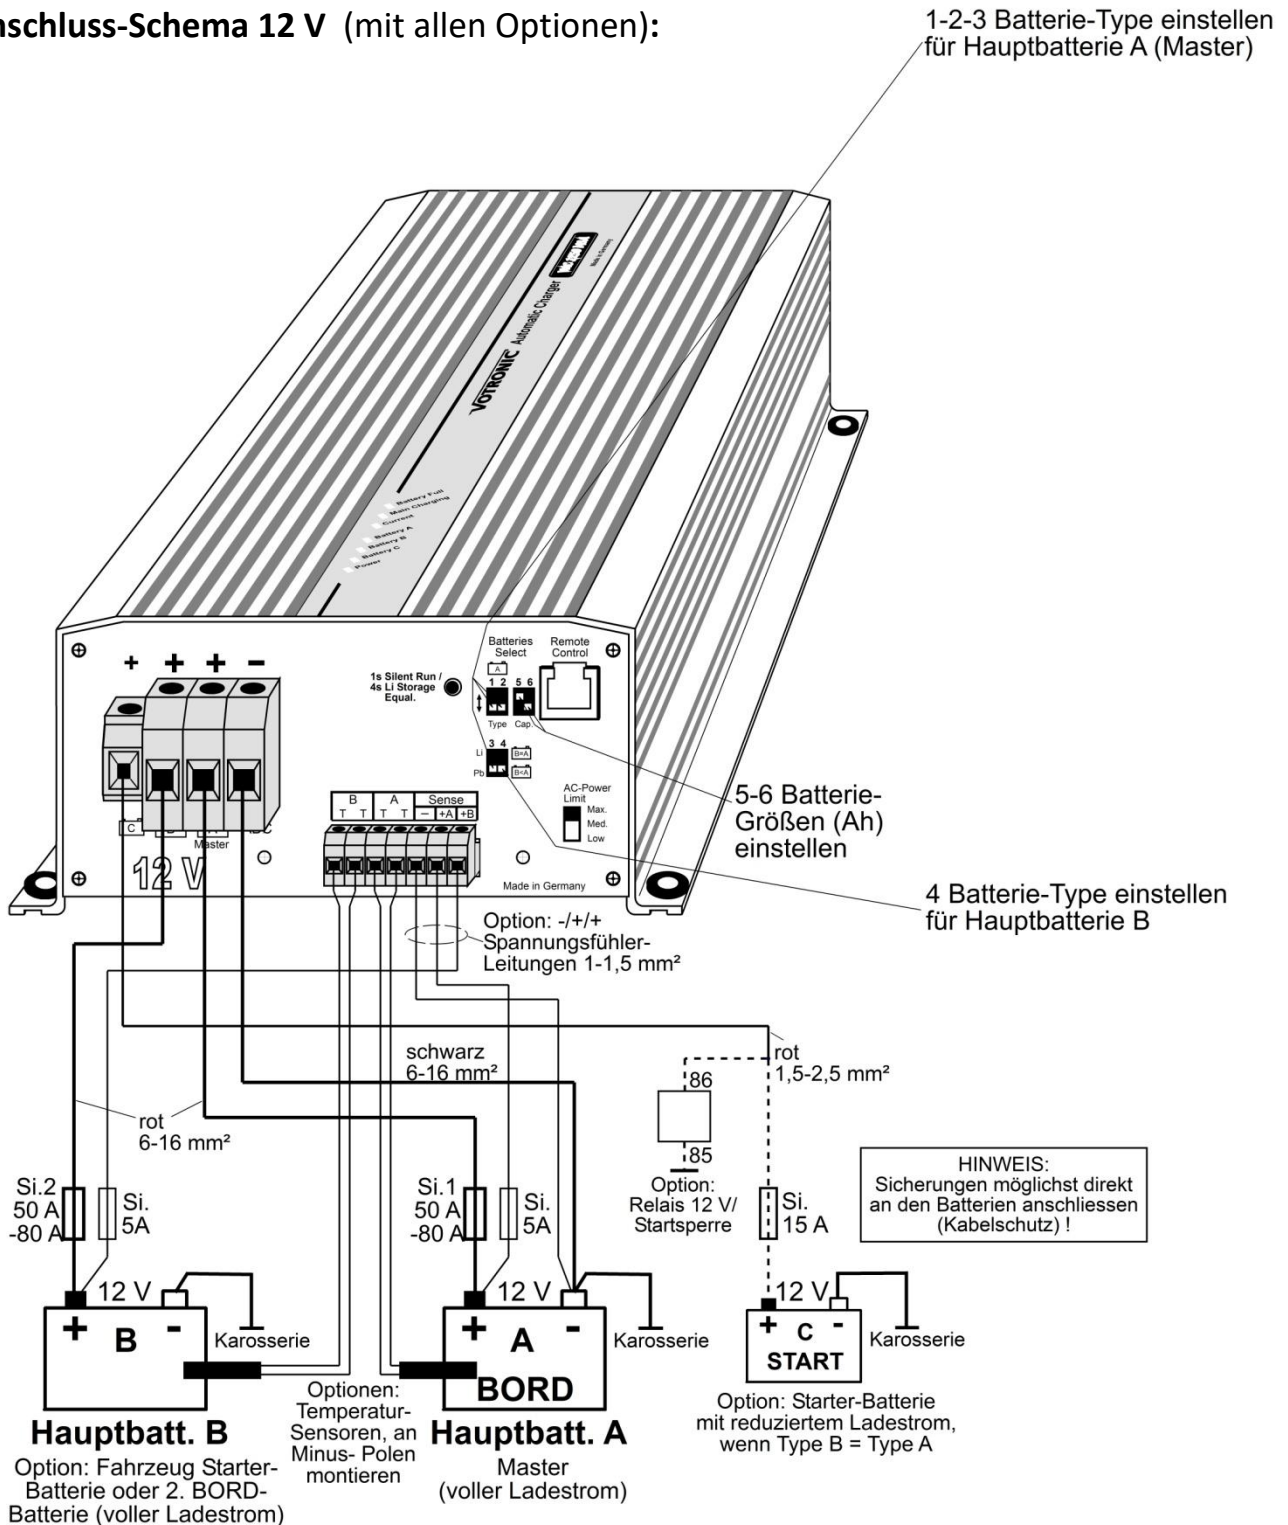 nschluss-Schema 12 V (mit allen Optionen):
1-2-3 Batterie-Type einstellen
für Hauptbatterie A (Master)
VOTRONIC Automatic Charger
Made in Germany
Battery Full
Main Charging
Current
Battery A
Battery B
Battery C
Power
+ + + -
1s Silent Run /
4s Li Storage
Equal.
Batteries
Select
A
1 2 5 6
Type Cap.
Remote
Control
3 4
Li B=A
Pb B<A
AC-Power
Limit
Max.
Med.
Low
C
Master
12 V
B A Sense
T T T T – +A +B
Made in Germany
5-6 Batterie-
Größen (Ah)
einstellen
4 Batterie-Type einstellen
für Hauptbatterie B
Option: -/+/+
Spannungsfühler-
Leitungen 1-1,5 mm²
schwarz
6-16 mm²
rot
1,5-2,5 mm²
rot
6-16 mm²
86
85
Option:
Relais 12 V/
Startsperre
HINWEIS:
Sicherungen möglichst direkt
an den Batterien anschliessen
(Kabelschutz) !
Si.2
50 A
-80 A
Si.
5A
Si.1
50 A
-80 A
Si.
5A
Si.
15 A
12 V
+ B -
Karosserie
12 V
+ A -
BORD
Karosserie
12 V
+ C -
START
Karosserie
Hauptbatt. B
Option: Fahrzeug Starter-
Batterie oder 2. BORD-
Batterie (voller Ladestrom)
Optionen:
Temperatur-
Sensoren, an
Minus- Polen
montieren
Hauptbatt. A
Master
(voller Ladestrom)
Option: Starter-Batterie
mit reduziertem Ladestrom,
wenn Type B = Type A